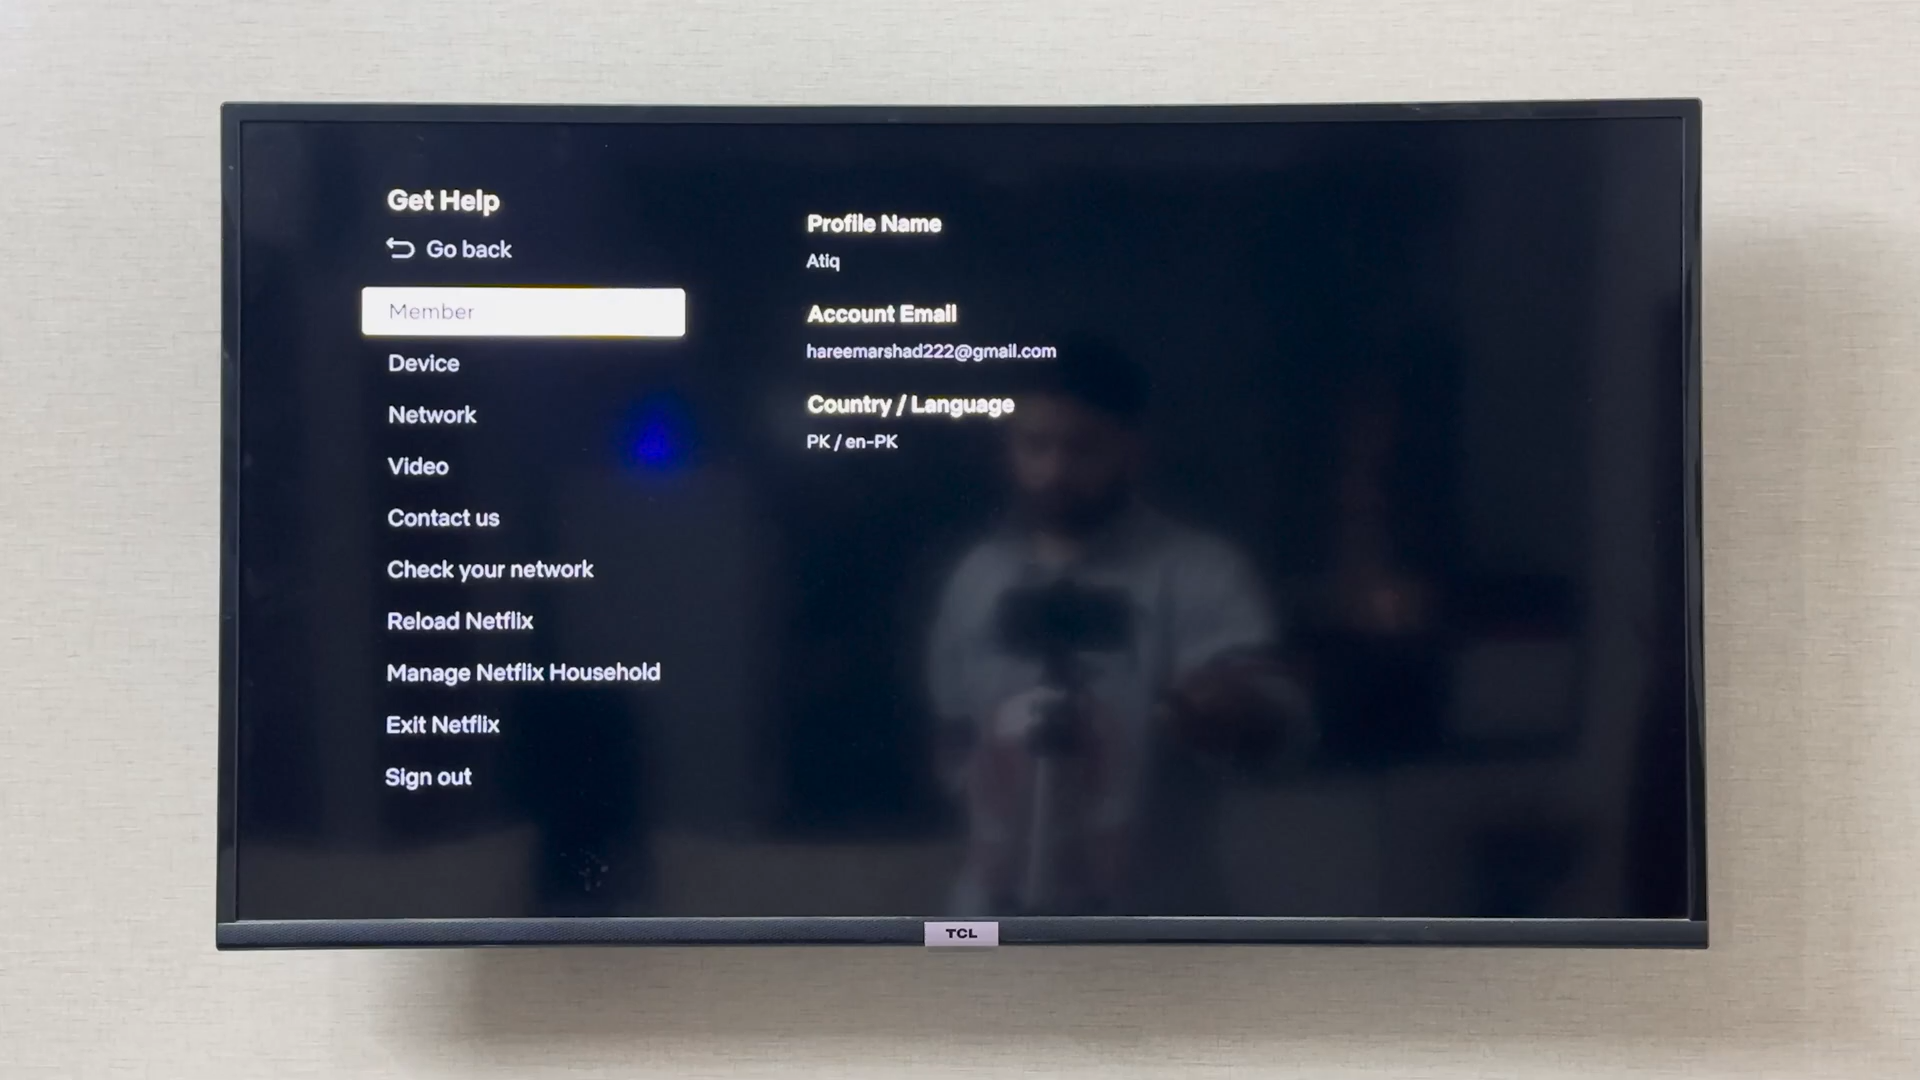 Get Help
Go back
Member
Device
Network
Video
Contact us
Check your network
Reload Netflix
Manage Netflix Household
Exit Netflix
Sign out
Profile Name
Atiq
Account Email
hareemarshad222@gmail.com
Country / Language
PK / en-PK
TCL